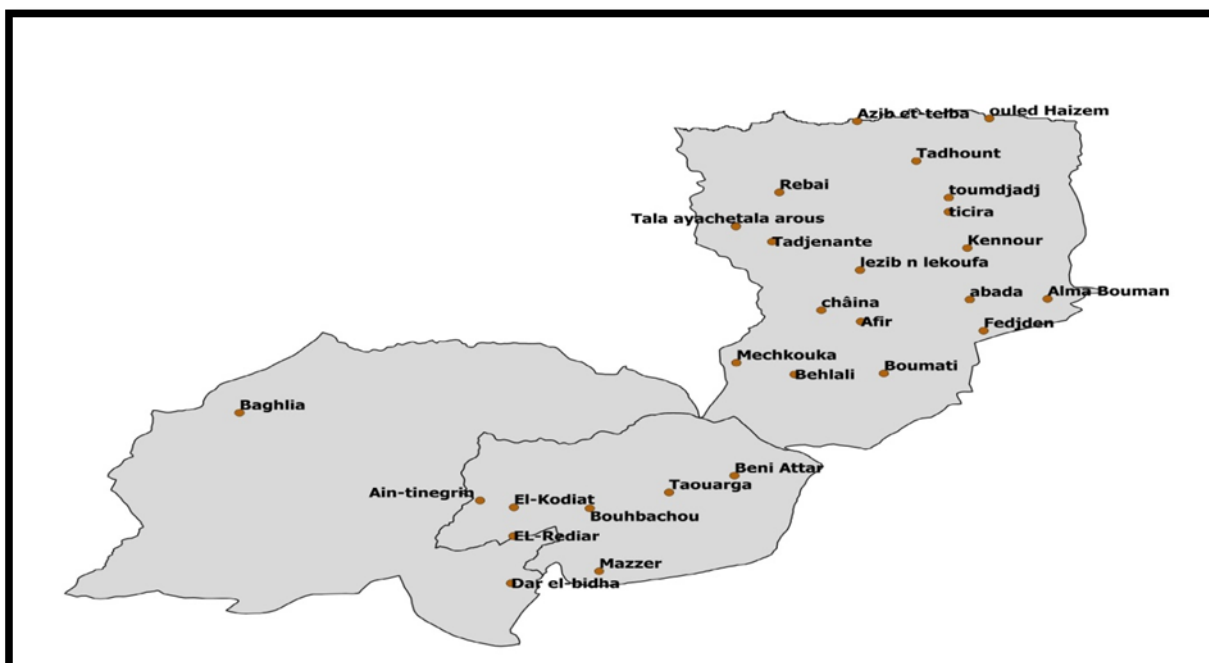 Azib et-telba
ouled Haizem
Tadhount
Rebai
toumdjadj
ticira
Tala ayachetala arous
Tadjenante
Kennour
lezib n lekoufa
abada
Alma Bouman
châina
Afir
Fedjden
Mechkouka
Behlali
Boumati
Baghlia
Beni Attar
Taouarga
Ain-tinegrin
El-Kodiat
Bouhbachou
EL-Rediar
Mazzer
Dar el-bidha